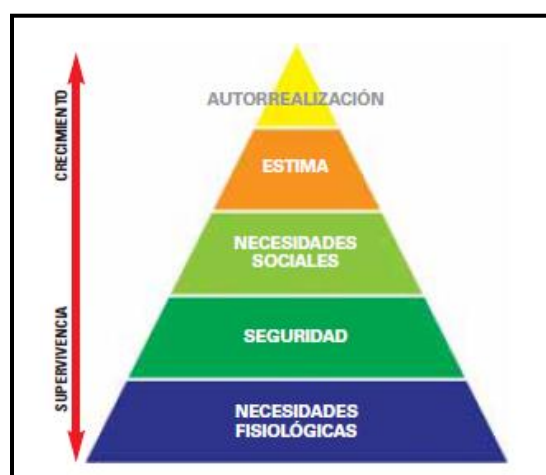 CRECIMIENTO
SUPERVIVENCIA
AUTORREALIZACIÓN
ESTIMA
NECESIDADES
SOCIALES
SEGURIDAD
NECESIDADES
FISIOLÓGICAS